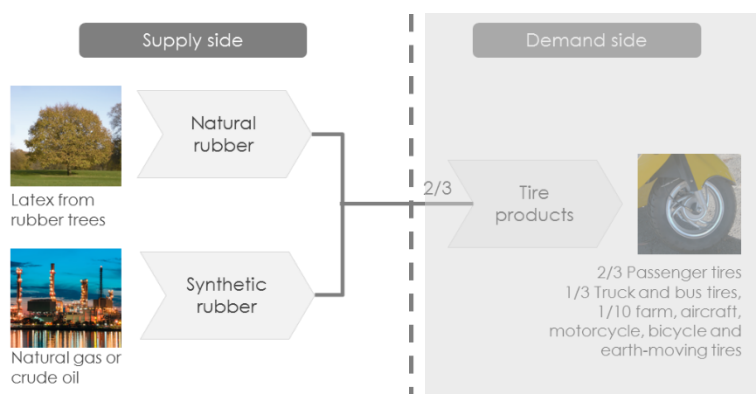 Supply side
Demand side
Natural
rubber
Latex from
rubber trees
2/3
Tire
products
Synthetic
rubber
Natural gas or
crude oil
2/3 Passenger tires
1/3 Truck and bus tires,
1/10 farm, aircraft,
motorcycle, bicycle and
earth-moving tires